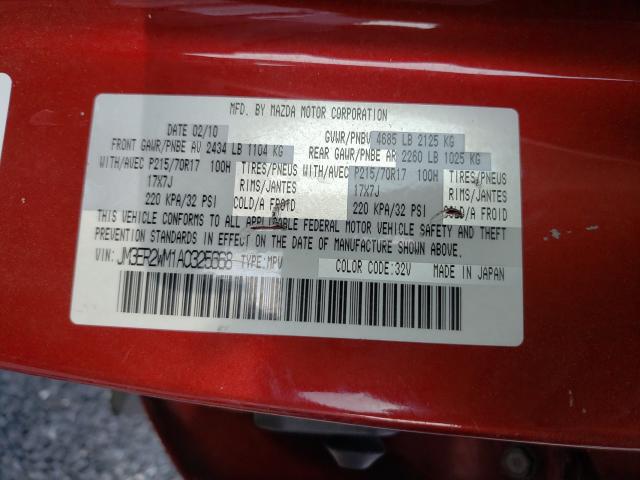 MFD. BY MAZDA MOTOR CORPORATION
DATE 02/10 GVWR/PNBV 4685 LB 2125 KG
FRONT GAWR/PNBE AV 2434 LB 1104 KG REAR GAWR/PNBE AR 2260 LB 1025 KG
WITH/AVEC P215/70R17 100H TIRES/PNEUS WITH/AVEC P215/70R17 100H TIRES/PNEUS
17X7J RIMS/JANTES 17X7J RIMS/JANTES
220 KPA/32 PSI COLD/A FROID 220 KPA/32 PSI COLD/A FROID
THIS VEHICLE CONFORMS TO ALL APPLICABLE FEDERAL MOTOR VEHICLE SAFETY AND THEFT
PREVENTION STANDARDS IN EFFECT ON THE DATE OF MANUFACTURE SHOWN ABOVE.
VIN: JM3ER2WM1A0325668 TYPE:MPV COLOR CODE:32V MADE IN JAPAN